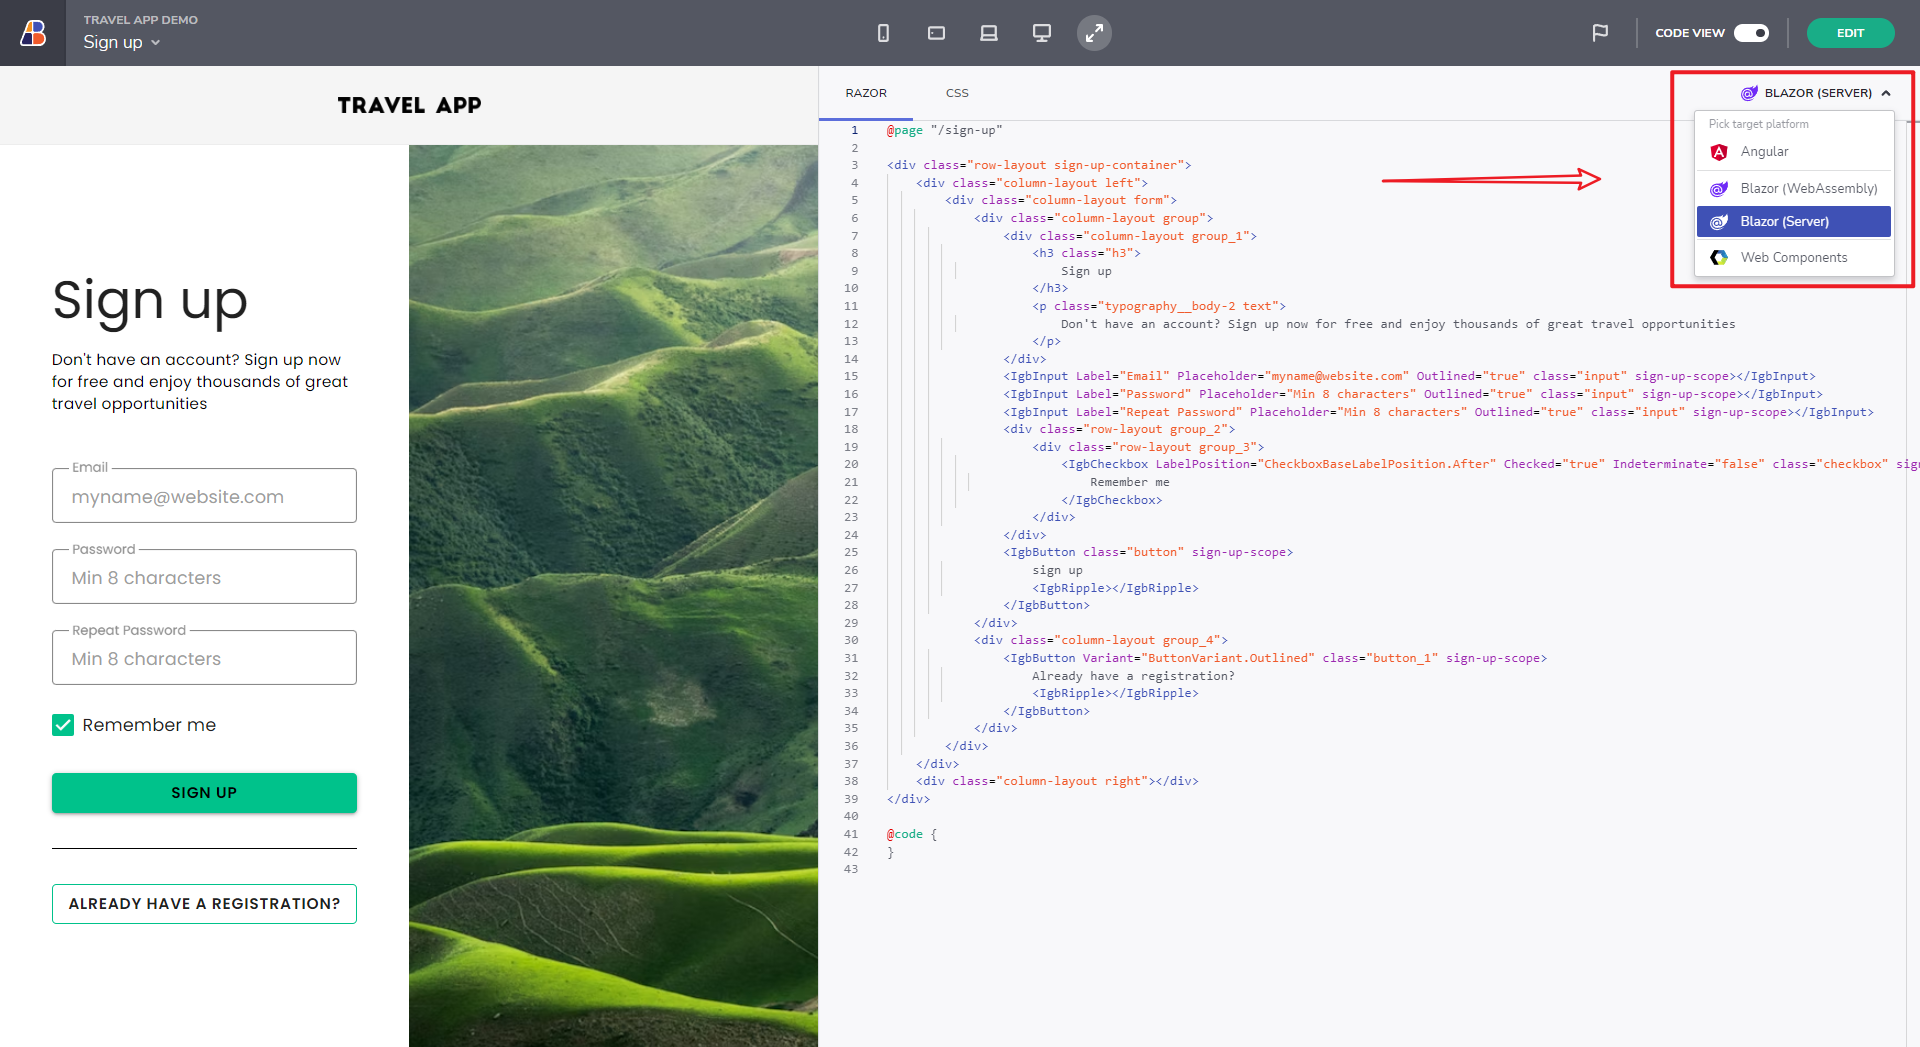 TRAVEL APP DEMO
Sign up
CODE VIEW
EDIT
TRAVEL APP
Sign up
Don't have an account? Sign up now
for free and enjoy thousands of great
travel opportunities
Email
myname@website.com
Password
Min 8 characters
Repeat Password
Min 8 characters
Remember me
SIGN UP
ALREADY HAVE A REGISTRATION?
RAZOR
CSS
BLAZOR (SERVER)
Pick target platform
Angular
Blazor (WebAssembly)
Blazor (Server)
Web Components
1 @page "/sign-up"
2
3 <div class="row-layout sign-up-container">
4 <div class="column-layout left">
5 <div class="column-layout form">
6 <div class="column-layout group">
7 <div class="column-layout group_1">
8 <h3 class="h3">
9 Sign up
10 </h3>
11 <p class="typography__body-2 text">
12 Don't have an account? Sign up now for free and enjoy thousands of great travel opportunities
13 </p>
14 </div>
15 <IgbInput Label="Email" Placeholder="myname@website.com" Outlined="true" class="input" sign-up-scope></IgbInput>
16 <IgbInput Label="Password" Placeholder="Min 8 characters" Outlined="true" class="input" sign-up-scope></IgbInput>
17 <IgbInput Label="Repeat Password" Placeholder="Min 8 characters" Outlined="true" class="input" sign-up-scope></IgbInput>
18 <div class="row-layout group_2">
19 <div class="row-layout group_3">
20 <IgbCheckbox LabelPosition="CheckboxBaseLabelPosition.After" Checked="true" Indeterminate="false" class="checkbox" sign
21 Remember me
22 </IgbCheckbox>
23 </div>
24 </div>
25 <IgbButton class="button" sign-up-scope>
26 sign up
27 <IgbRipple></IgbRipple>
28 </IgbButton>
29 </div>
30 <div class="column-layout group_4">
31 <IgbButton Variant="ButtonVariant.Outlined" class="button_1" sign-up-scope>
32 Already have a registration?
33 <IgbRipple></IgbRipple>
34 </IgbButton>
35 </div>
36 </div>
37 </div>
38 <div class="column-layout right"></div>
39 </div>
40
41 @code {
42 }
43